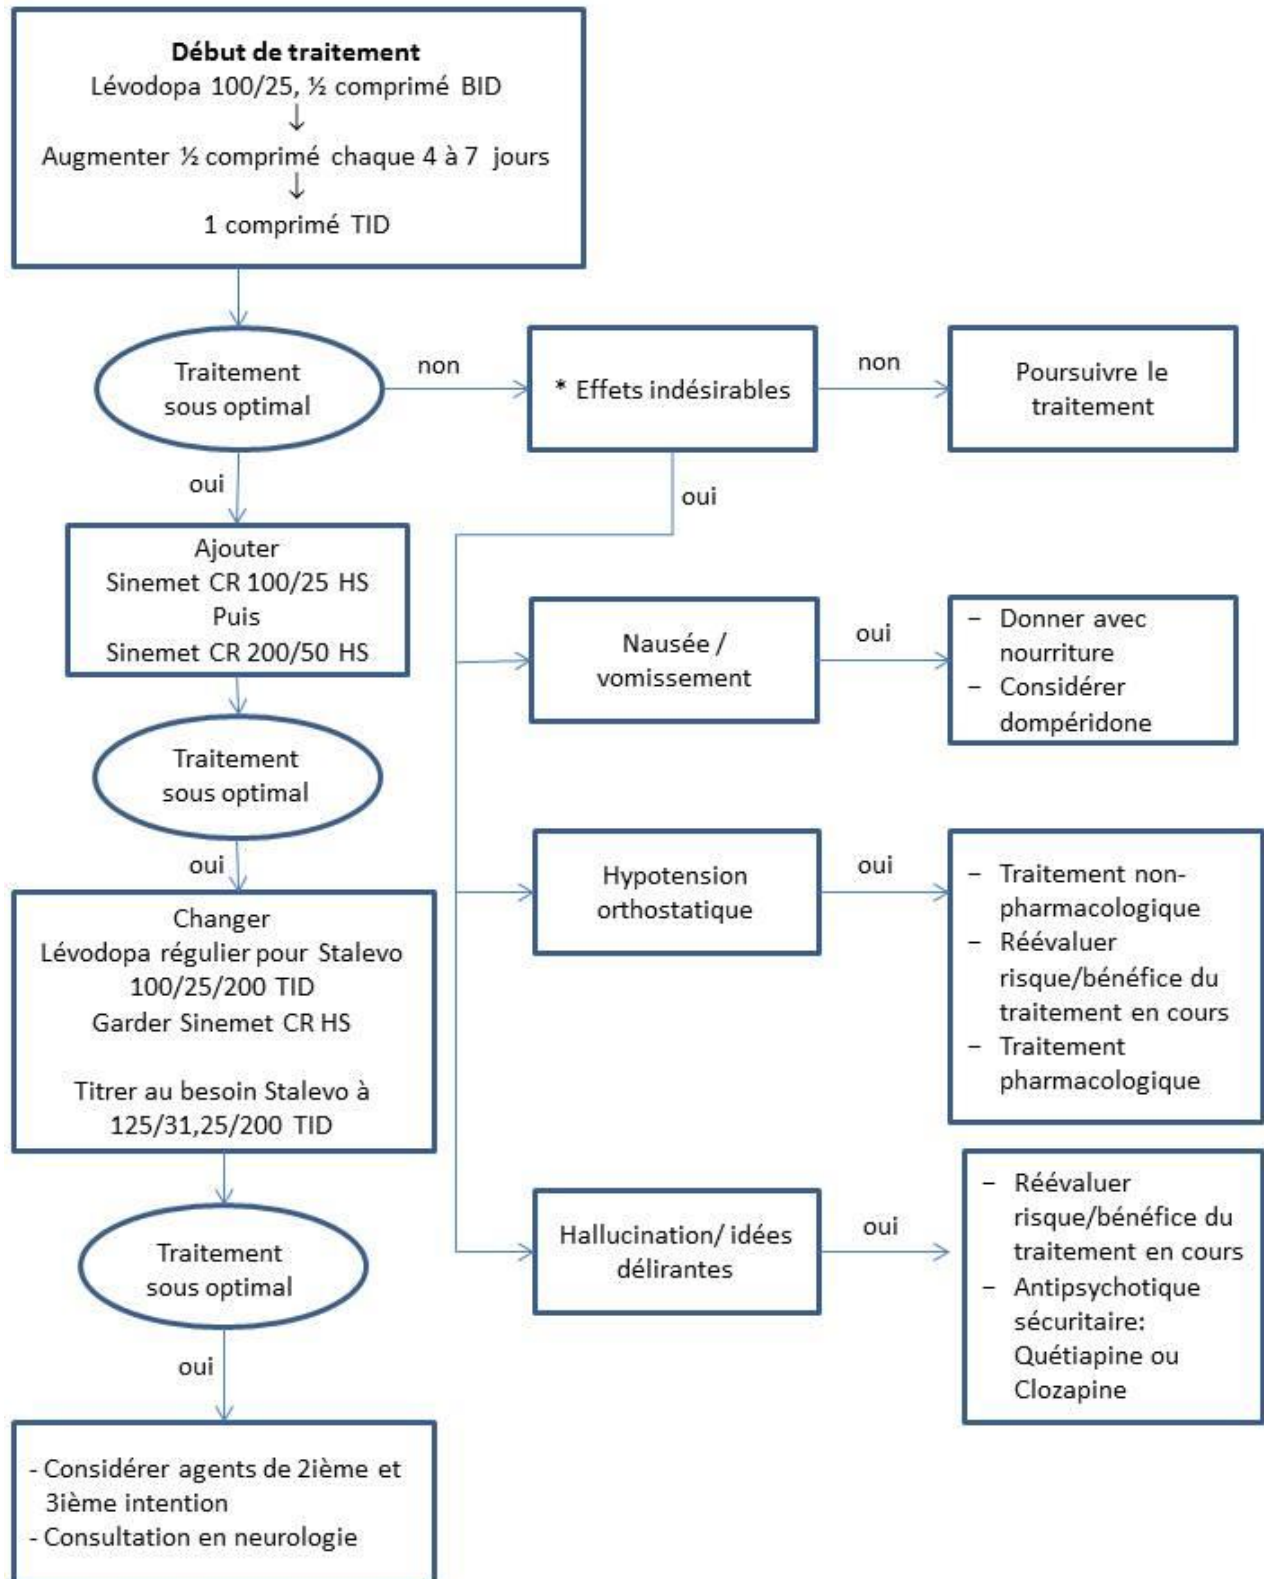 Début de traitement
Lévodopa 100/25, ½ comprimé BID
↓
Augmenter ½ comprimé chaque 4 à 7 jours
↓
1 comprimé TID
Traitement
sous optimal
non
* Effets indésirables
non
Poursuivre le
traitement
oui
oui
Ajouter
Sinemet CR 100/25 HS
Puis
Sinemet CR 200/50 HS
Nausée /
vomissement
oui
– Donner avec
nourriture
– Considérer
dompéridone
Traitement
sous optimal
oui
Hypotension
orthostatique
oui
– Traitement non-
pharmacologique
– Réévaluer
risque/bénéfice du
traitement en cours
– Traitement
pharmacologique
Changer
Lévodopa régulier pour Stalevo
100/25/200 TID
Garder Sinemet CR HS
Titrer au besoin Stalevo à
125/31,25/200 TID
Traitement
sous optimal
Hallucination/ idées
délirantes
oui
– Réévaluer
risque/bénéfice du
traitement en cours
– Antipsychotique
sécuritaire:
Quétiapine ou
Clozapine
oui
- Considérer agents de 2ième et
3ième intention
- Consultation en neurologie